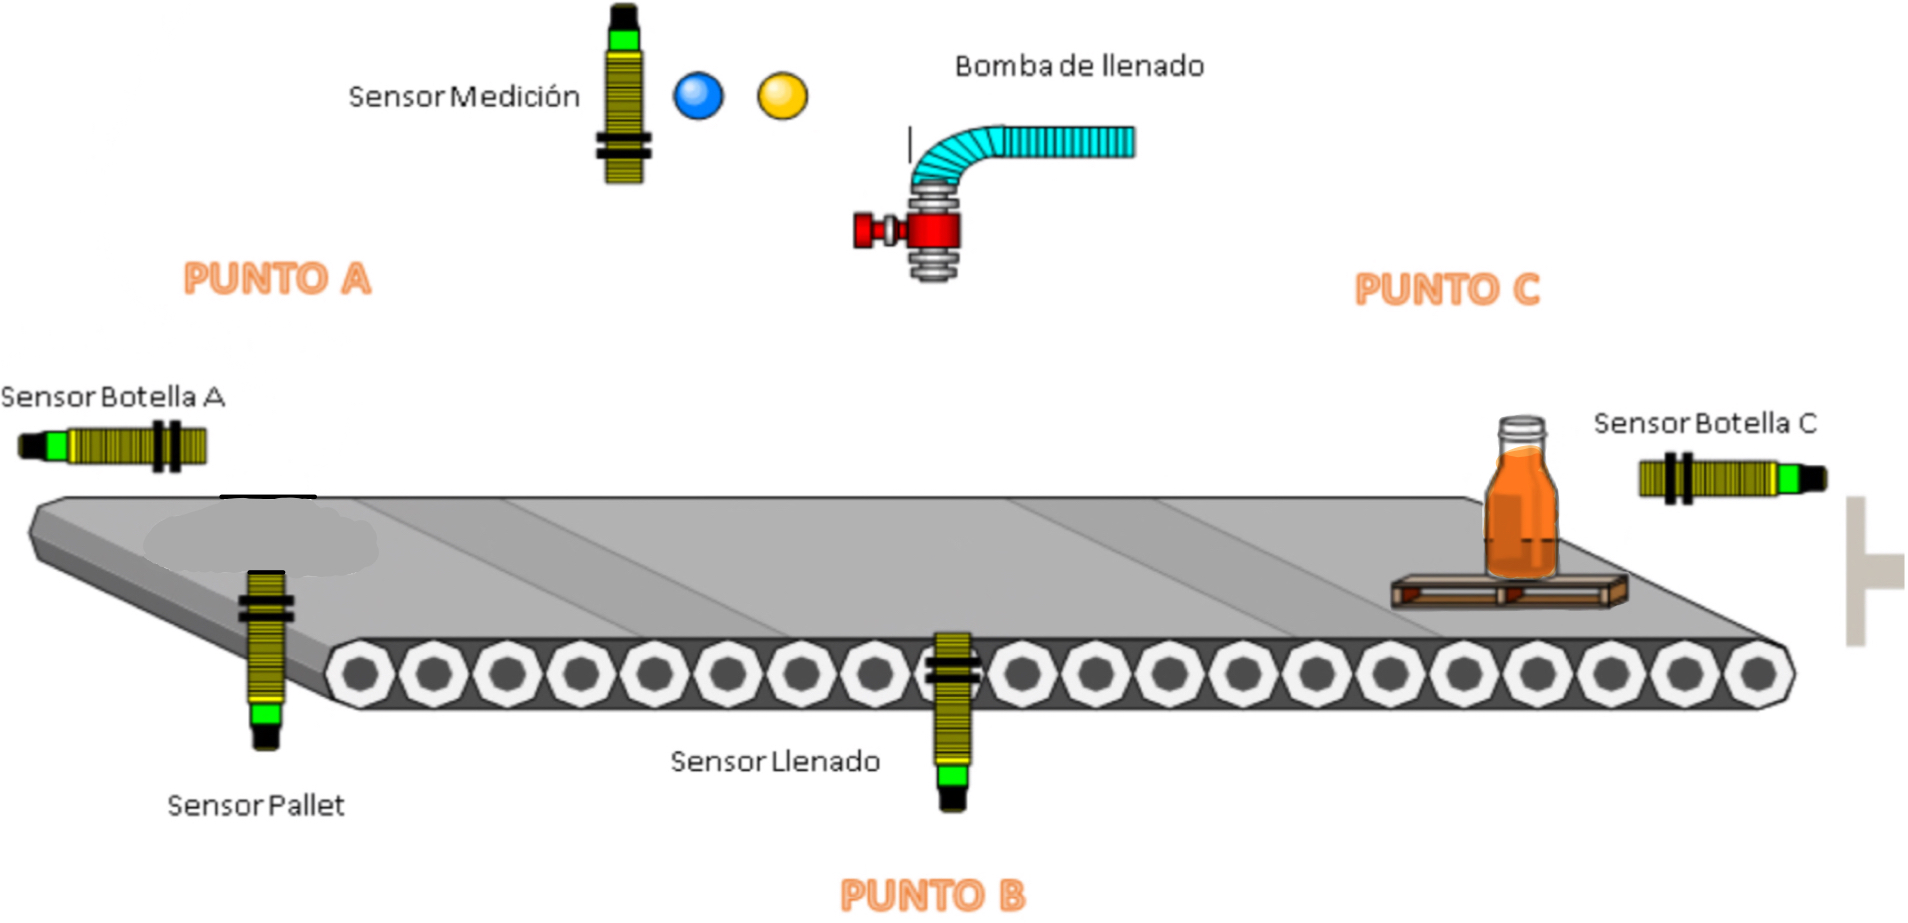 Bomba de llenado
Sensor Medición
PUNTO A
PUNTO C
Sensor Botella A
Sensor Botella C
Sensor Llenado
Sensor Pallet
PUNTO B